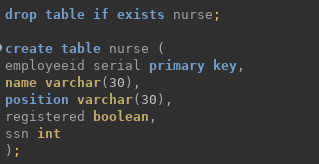 drop table if exists nurse;
create table nurse (
employeeid serial primary key,
name varchar(30),
position varchar(30),
registered boolean,
ssn int
);